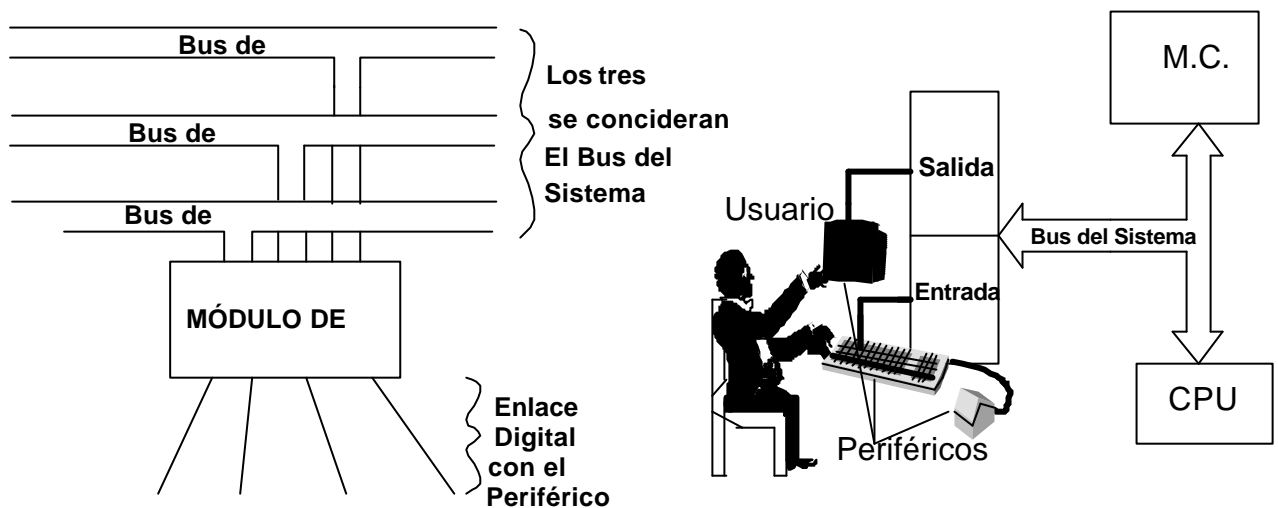 Bus de
Los tres
se concideran
Bus de
El Bus del
Sistema
Bus de
MÓDULO DE
Enlace
Digital
con el
Periférico
M.C.
Salida
Usuario
Bus del Sistema
Entrada
CPU
Periféricos